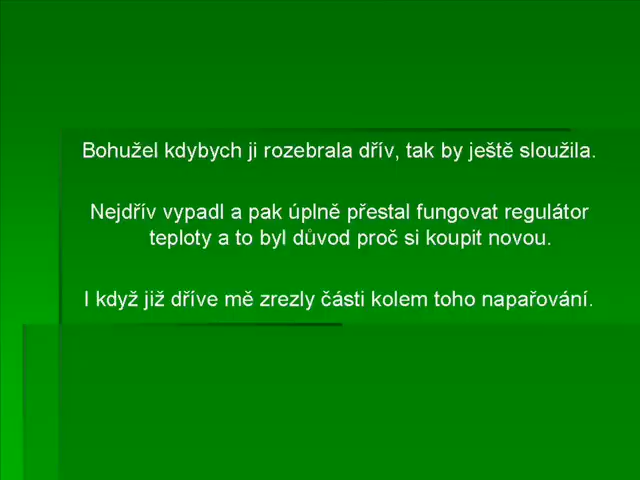 Bohužel kdybych ji rozebrala dřív, tak by ještě sloužila.
Nejdřív vypadl a pak úplně přestal fungovat regulátor
teploty a to byl důvod proč si koupit novou.
I když již dříve mě zrezly části kolem toho napařování.